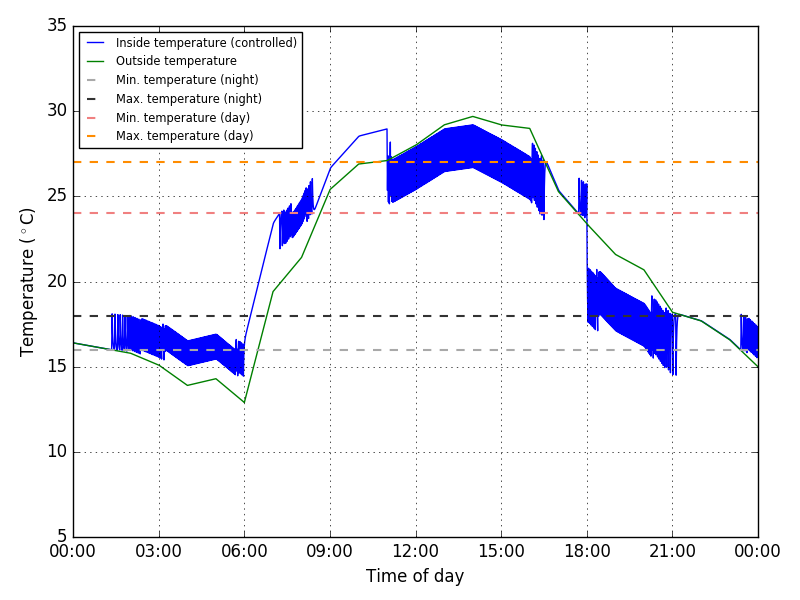 35
30
25
20
15
10
5
Temperature (°C)
Inside temperature (controlled)
Outside temperature
Min. temperature (night)
Max. temperature (night)
Min. temperature (day)
Max. temperature (day)
00:00 03:00 06:00 09:00 12:00 15:00 18:00 21:00 00:00
Time of day